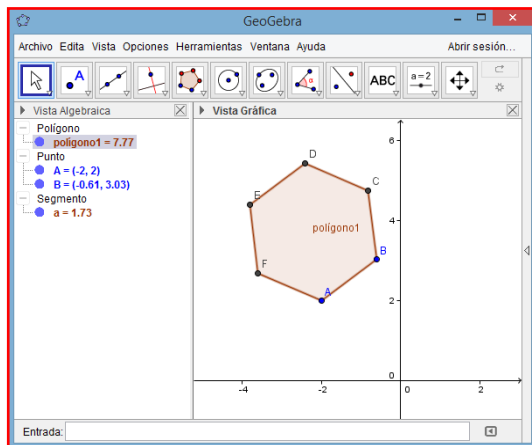 GeoGebra
Archivo Edita Vista Opciones Herramientas Ventana Ayuda Abrir sesión...
A ABC a=2
Vista Algebraica
Polígono
polígono1 = 7.77
Punto
A = (-2, 2)
B = (-0.61, 3.03)
Segmento
a = 1.73
Vista Gráfica
6
D
C
E
4
polígono1
B
F
A
2
0
-4 -2 0 2
Entrada: